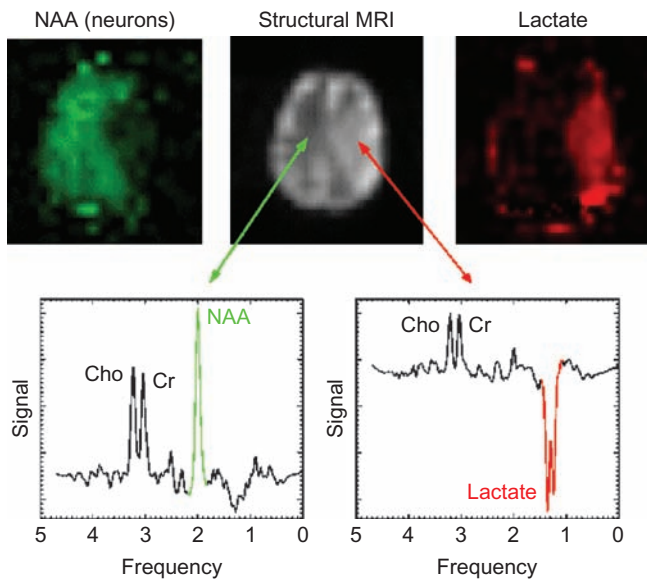 NAA (neurons)
Structural MRI
Lactate
NAA
Cho
Cr
Signal
5 4 3 2 1 0
Frequency
Cho
Cr
Signal
Lactate
5 4 3 2 1 0
Frequency